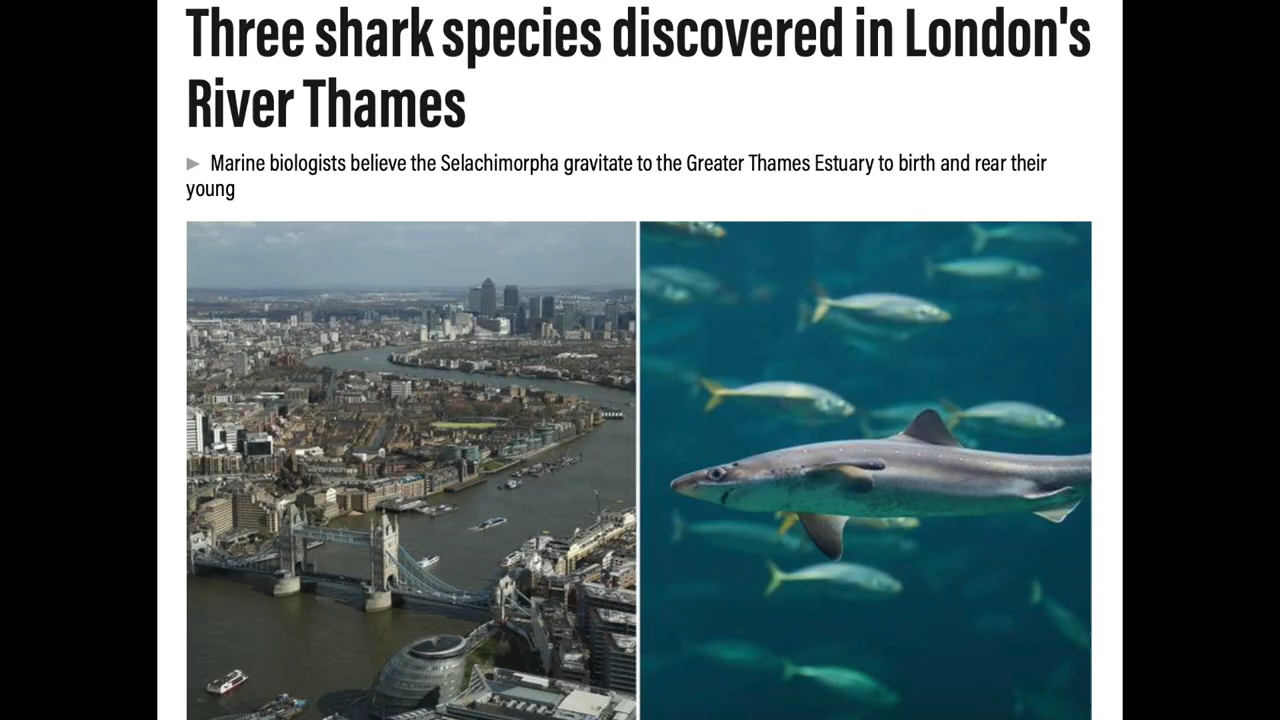 Three shark species discovered in London's
River Thames
► Marine biologists believe the Selachimorpha gravitate to the Greater Thames Estuary to birth and rear their
young